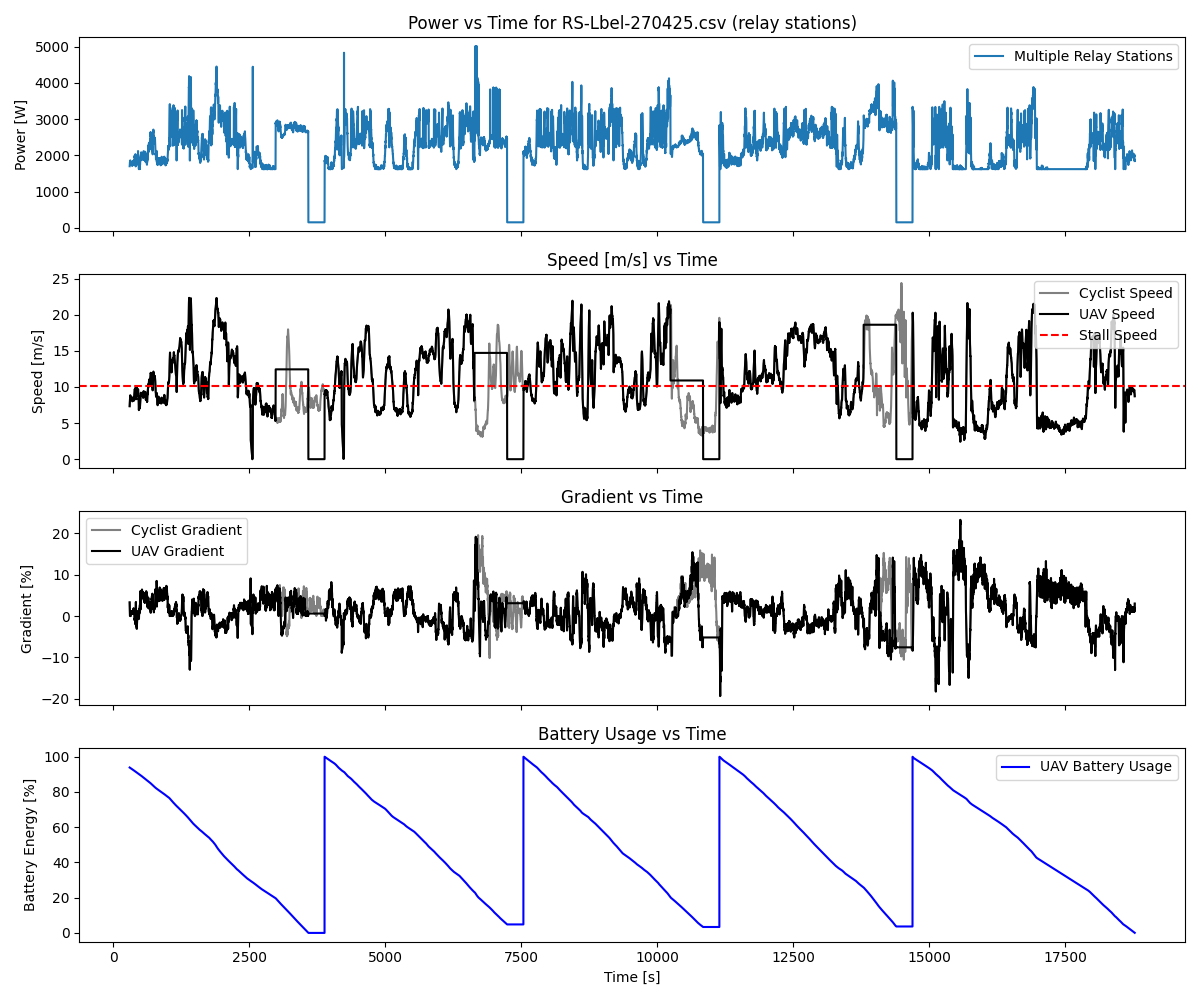 Power vs Time for RS-Lbel-270425.csv (relay stations)
5000
4000
3000
2000
1000
0
Power [W]
Multiple Relay Stations
Speed [m/s] vs Time
25
20
15
10
5
0
Speed [m/s]
Cyclist Speed
UAV Speed
Stall Speed
Gradient vs Time
20
10
0
−10
−20
Gradient [%]
Cyclist Gradient
UAV Gradient
Battery Usage vs Time
100
80
60
40
20
0
Battery Energy [%]
UAV Battery Usage
0 2500 5000 7500 10000 12500 15000 17500
Time [s]